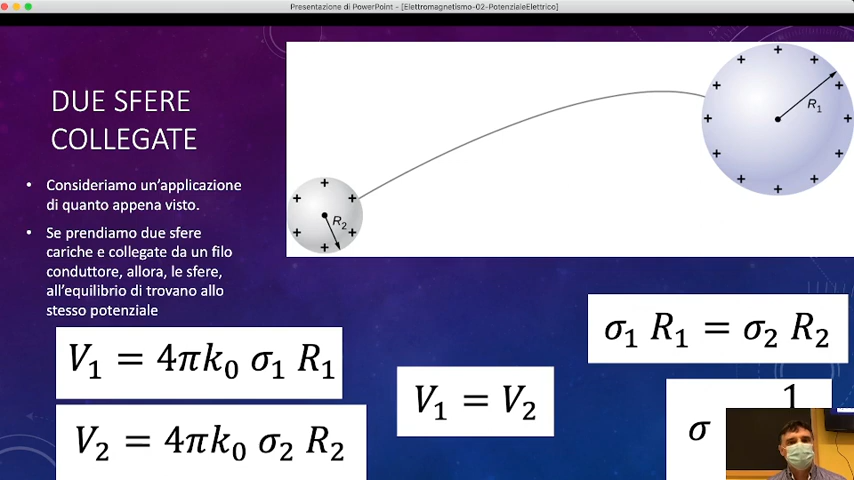 Presentazione di PowerPoint - [Elettromagnetismo-02-PotenzialeElettrico]
DUE SFERE
COLLEGATE
• Consideriamo un'applicazione
di quanto appena visto.
• Se prendiamo due sfere
cariche e collegate da un filo
conduttore, allora, le sfere,
all'equilibrio di trovano allo
stesso potenziale
R₂
R₁
V₁ = 4πk₀ σ₁ R₁
V₂ = 4πk₀ σ₂ R₂
V₁ = V₂
σ₁ R₁ = σ₂ R₂
σ 1